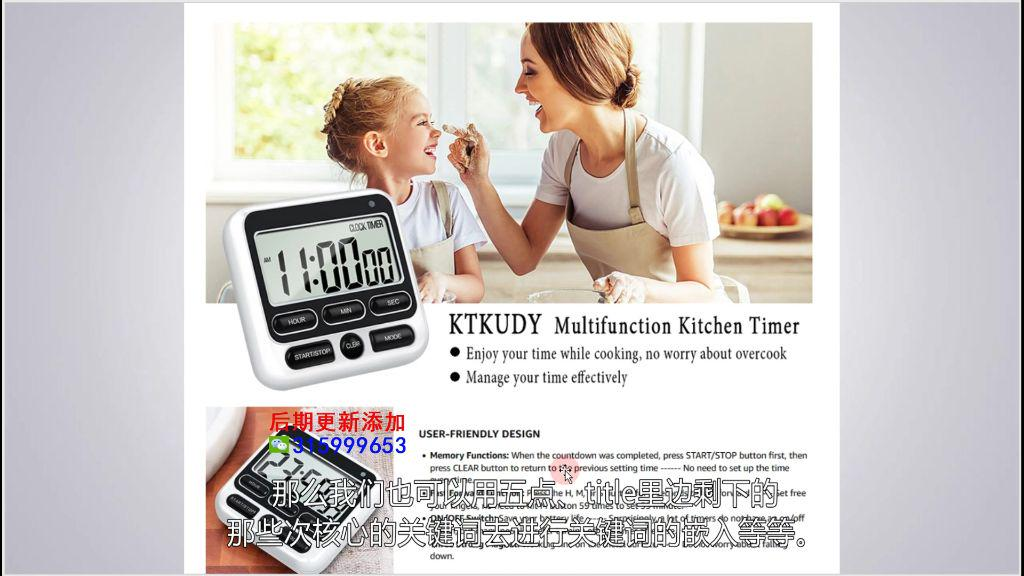 CLOCK TIMER
AM
11:00 00
HOUR
MIN
SEC
START/STOP
CLEAR
MODE
KTKUDY Multifunction Kitchen Timer
● Enjoy your time while cooking, no worry about overcook
● Manage your time effectively
后期更新添加
315999653
USER-FRIENDLY DESIGN
• Memory Functions: When the countdown was completed, press START/STOP button first, then
press CLEAR button to return to the previous setting time ------ No need to set up the time
那么我们也可以用五点、title里边剩下的
那些次核心的关键词去进行关键词的嵌入等等。
down.